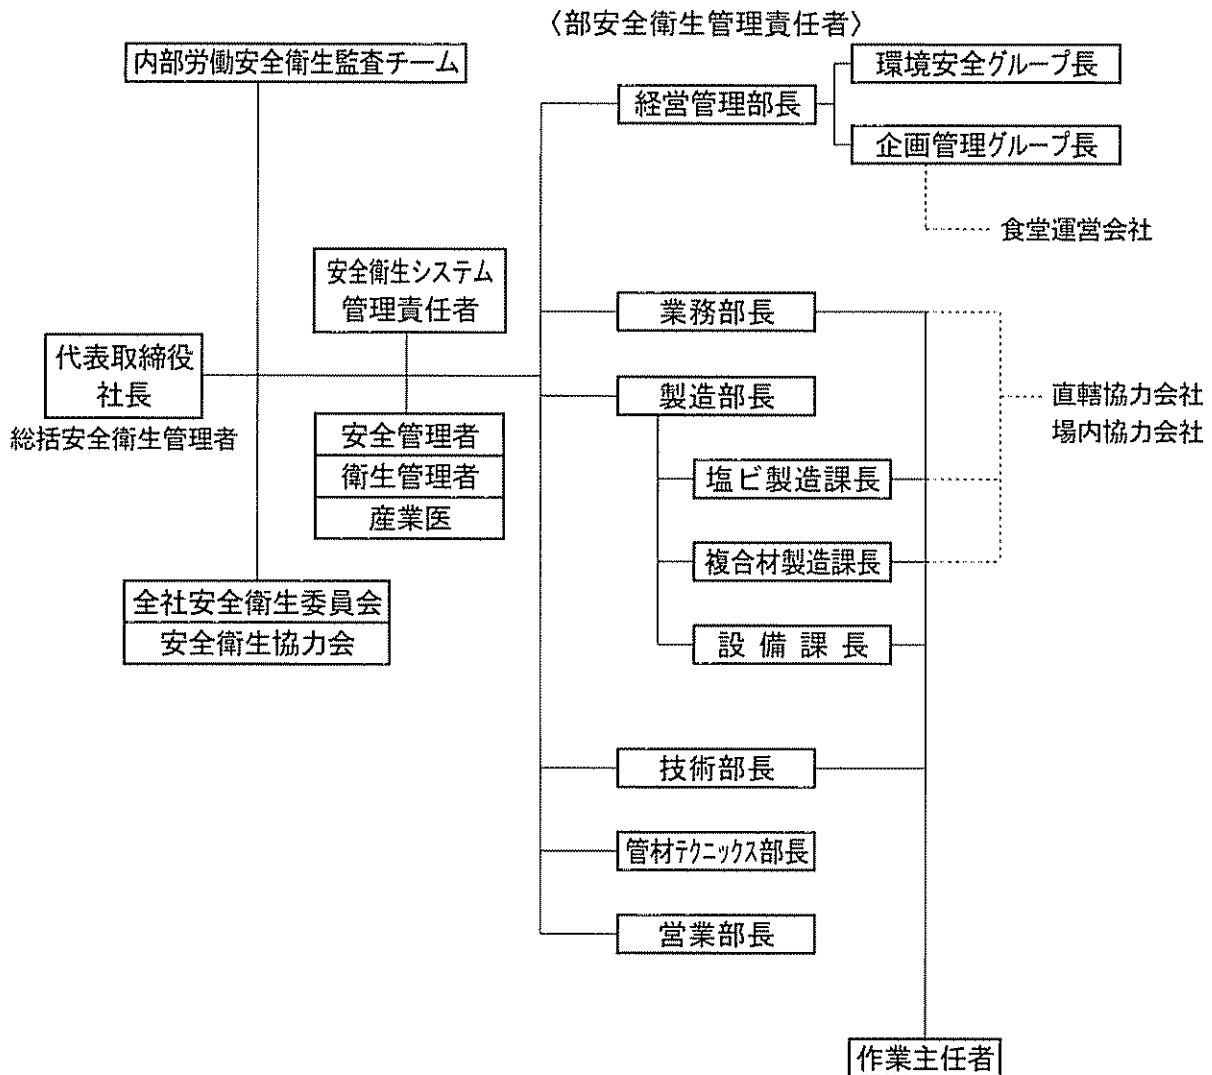 〈部安全衛生管理責任者〉
内部労働安全衛生監査チーム
環境安全グループ長
経営管理部長
企画管理グループ長
食堂運営会社
安全衛生システム
管理責任者
業務部長
代表取締役
社長
総括安全衛生管理者
製造部長
直轄協力会社
場内協力会社
安全管理者
衛生管理者
産業医
塩ビ製造課長
複合材製造課長
全社安全衛生委員会
安全衛生協力会
設備課長
技術部長
管材テクニックス部長
営業部長
作業主任者